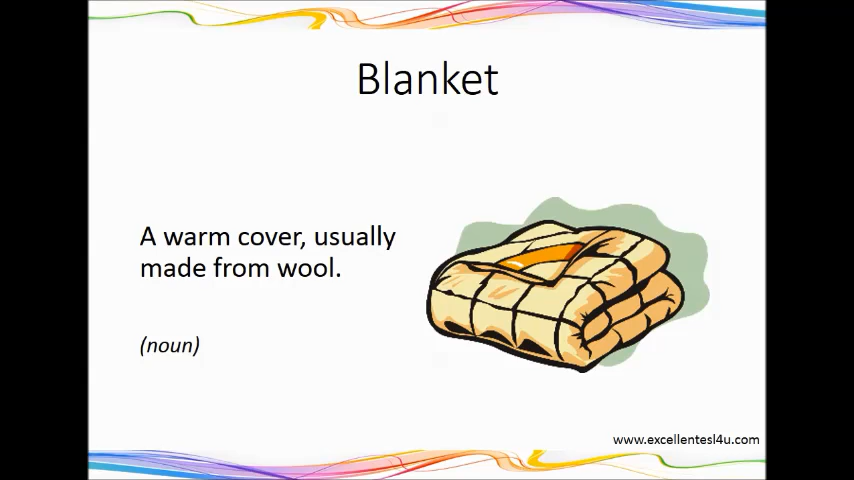 Blanket
A warm cover, usually
made from wool.
(noun)
www.excellentesl4u.com